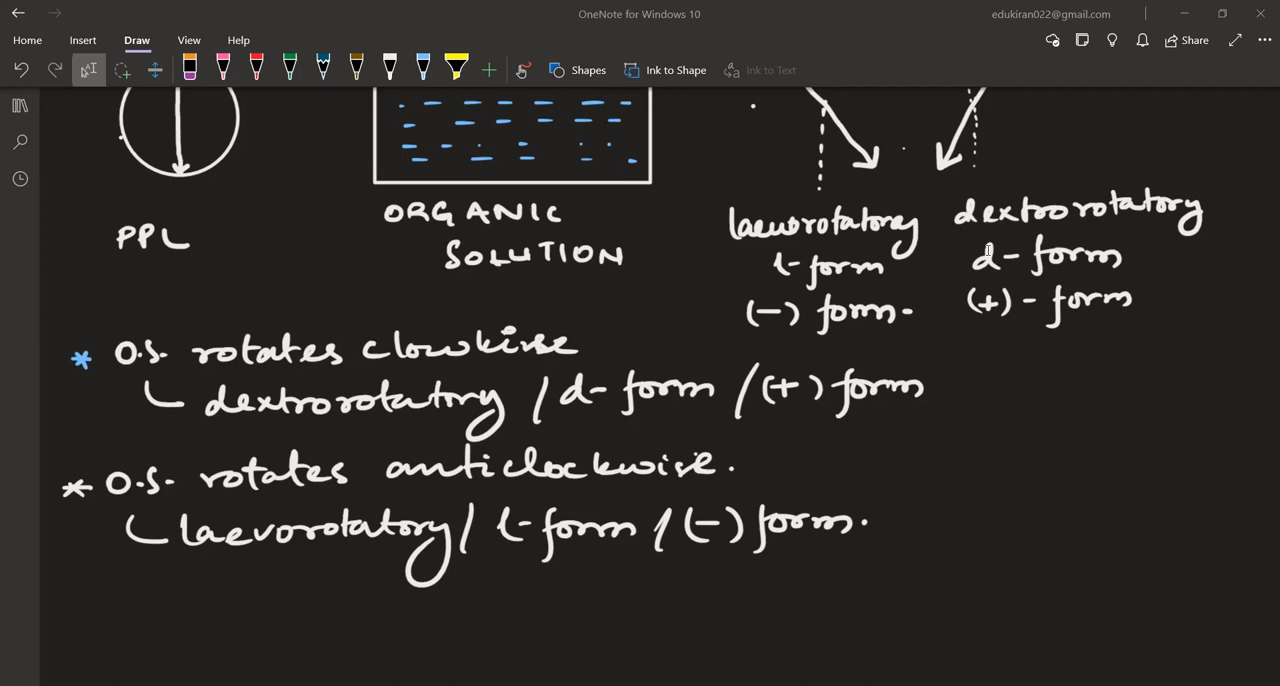 OneNote for Windows 10
edukiran022@gmail.com
Home Insert Draw View Help
Share
Shapes Ink to Shape Ink to Text
PPL
ORGANIC
SOLUTION
laevorotatory
l-form
(-) form.
dextrorotatory
d- form
(+) - form
* O.S. rotates clowkise
dextrorotatory / d- form / (+) form
* O.S. rotates anticlockwise.
laevorotatory / l-form / (-) form.